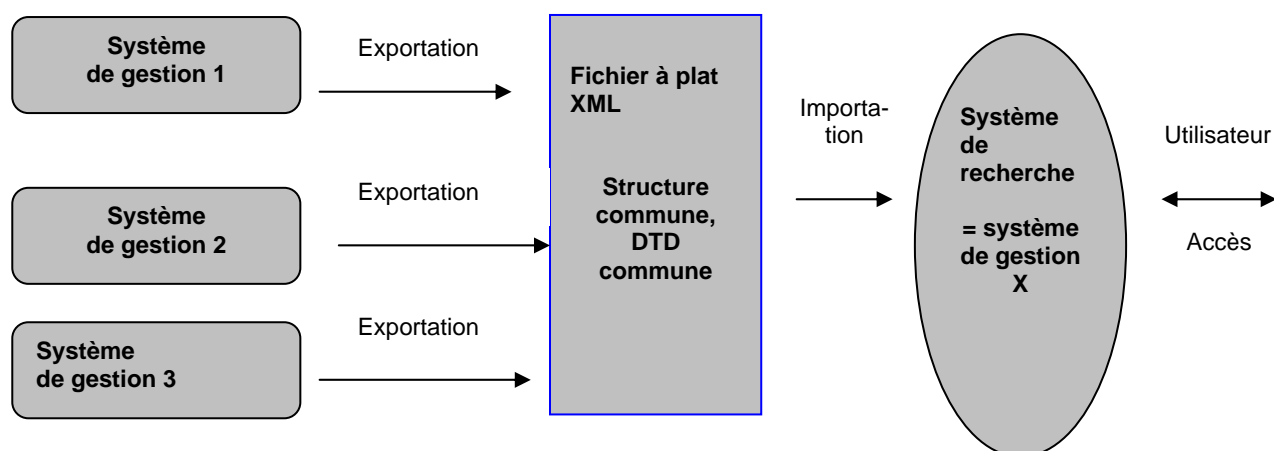 Système
de gestion 1
Exportation
Système
de gestion 2
Exportation
Système
de gestion 3
Exportation
Fichier à plat
XML
Structure
commune,
DTD
commune
Importa-
tion
Système
de
recherche
= système
de gestion
X
Utilisateur
Accès